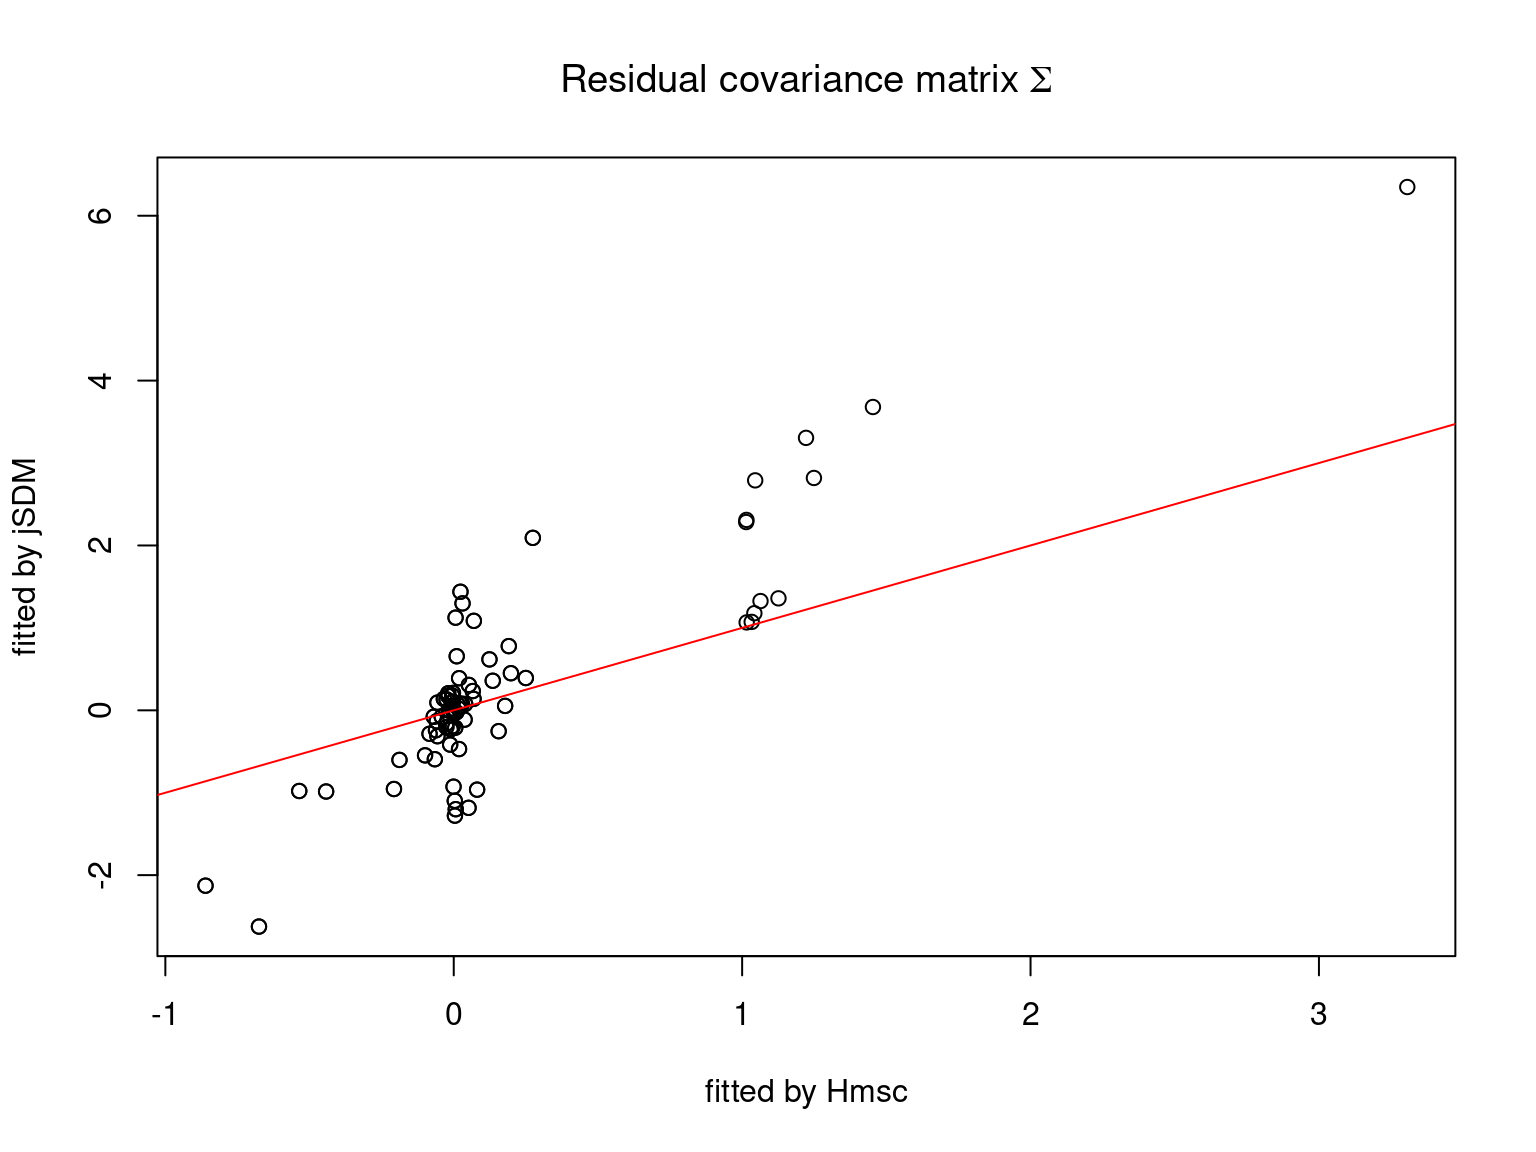 Residual covariance matrix Σ
fitted by jSDM
6
4
2
0
-2
-1 0 1 2 3
fitted by Hmsc